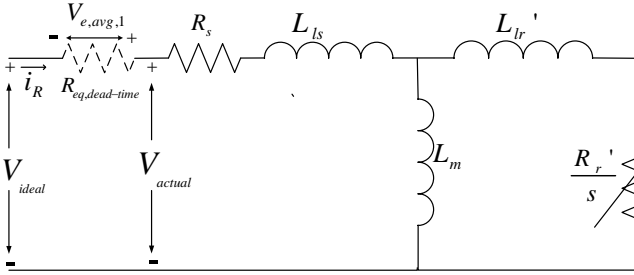 V_{e,avg,1}
- +
R_s
L_{ls}
L_{lr}'
+ i_R
R_{eq,dead-time}
+
V_{ideal}
V_{actual}
L_m
R_r'
s
- -